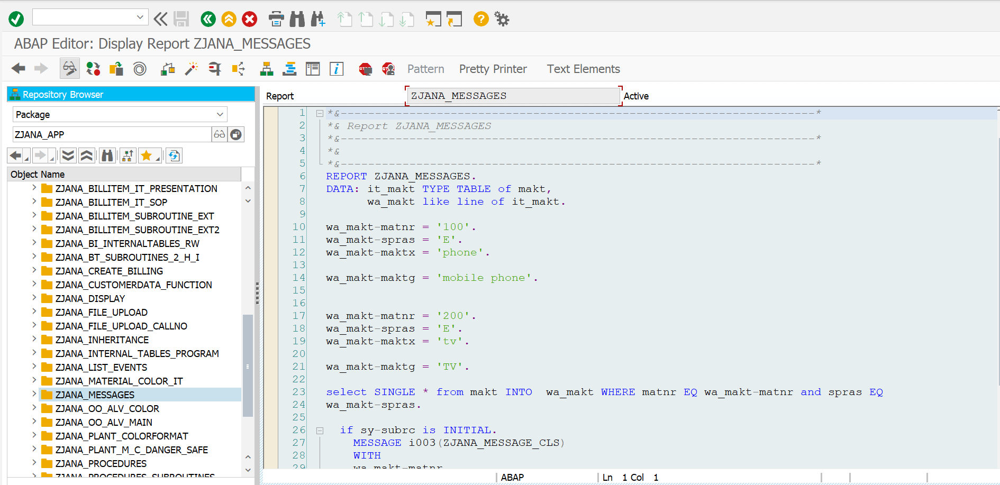 ABAP Editor: Display Report ZJANA_MESSAGES
Pattern Pretty Printer Text Elements
Repository Browser
Package
ZJANA_APP
Object Name
ZJANA_BILLITEM_IT_PRESENTATION
ZJANA_BILLITEM_IT_SOP
ZJANA_BILLITEM_SUBROUTINE_EXT
ZJANA_BILLITEM_SUBROUTINE_EXT2
ZJANA_BI_INTERNALTABLES_RW
ZJANA_BT_SUBROUTINES_2_H_I
ZJANA_CREATE_BILLING
ZJANA_CUSTOMERDATA_FUNCTION
ZJANA_DISPLAY
ZJANA_FILE_UPLOAD
ZJANA_FILE_UPLOAD_CALLNO
ZJANA_INHERITANCE
ZJANA_INTERNAL_TABLES_PROGRAM
ZJANA_LIST_EVENTS
ZJANA_MATERIAL_COLOR_IT
ZJANA_MESSAGES
ZJANA_OO_ALV_COLOR
ZJANA_OO_ALV_MAIN
ZJANA_PLANT_COLORFORMAT
ZJANA_PLANT_M_C_DANGER_SAFE
ZJANA_PROCEDURES
ZJANA_PROCEDURES_SUBROUTINES
Report ZJANA_MESSAGES Active
1 *&---------------------------------------------------------------------*
2 *& Report ZJANA_MESSAGES
3 *&---------------------------------------------------------------------*
4 *&
5 *&---------------------------------------------------------------------*
6 REPORT ZJANA_MESSAGES.
7 DATA: it_makt TYPE TABLE of makt,
8 wa_makt like line of it_makt.
9
10 wa_makt-matnr = '100'.
11 wa_makt-spras = 'E'.
12 wa_makt-maktx = 'phone'.
13
14 wa_makt-maktg = 'mobile phone'.
15
16
17 wa_makt-matnr = '200'.
18 wa_makt-spras = 'E'.
19 wa_makt-maktx = 'tv'.
20
21 wa_makt-maktg = 'TV'.
22
23 select SINGLE * from makt INTO wa_makt WHERE matnr EQ wa_makt-matnr and spras EQ
24 wa_makt-spras.
25
26 if sy-subrc is INITIAL.
27 MESSAGE i003(ZJANA_MESSAGE_CLS)
28 WITH
29 wa_makt-matnr
ABAP Ln 1 Col 1